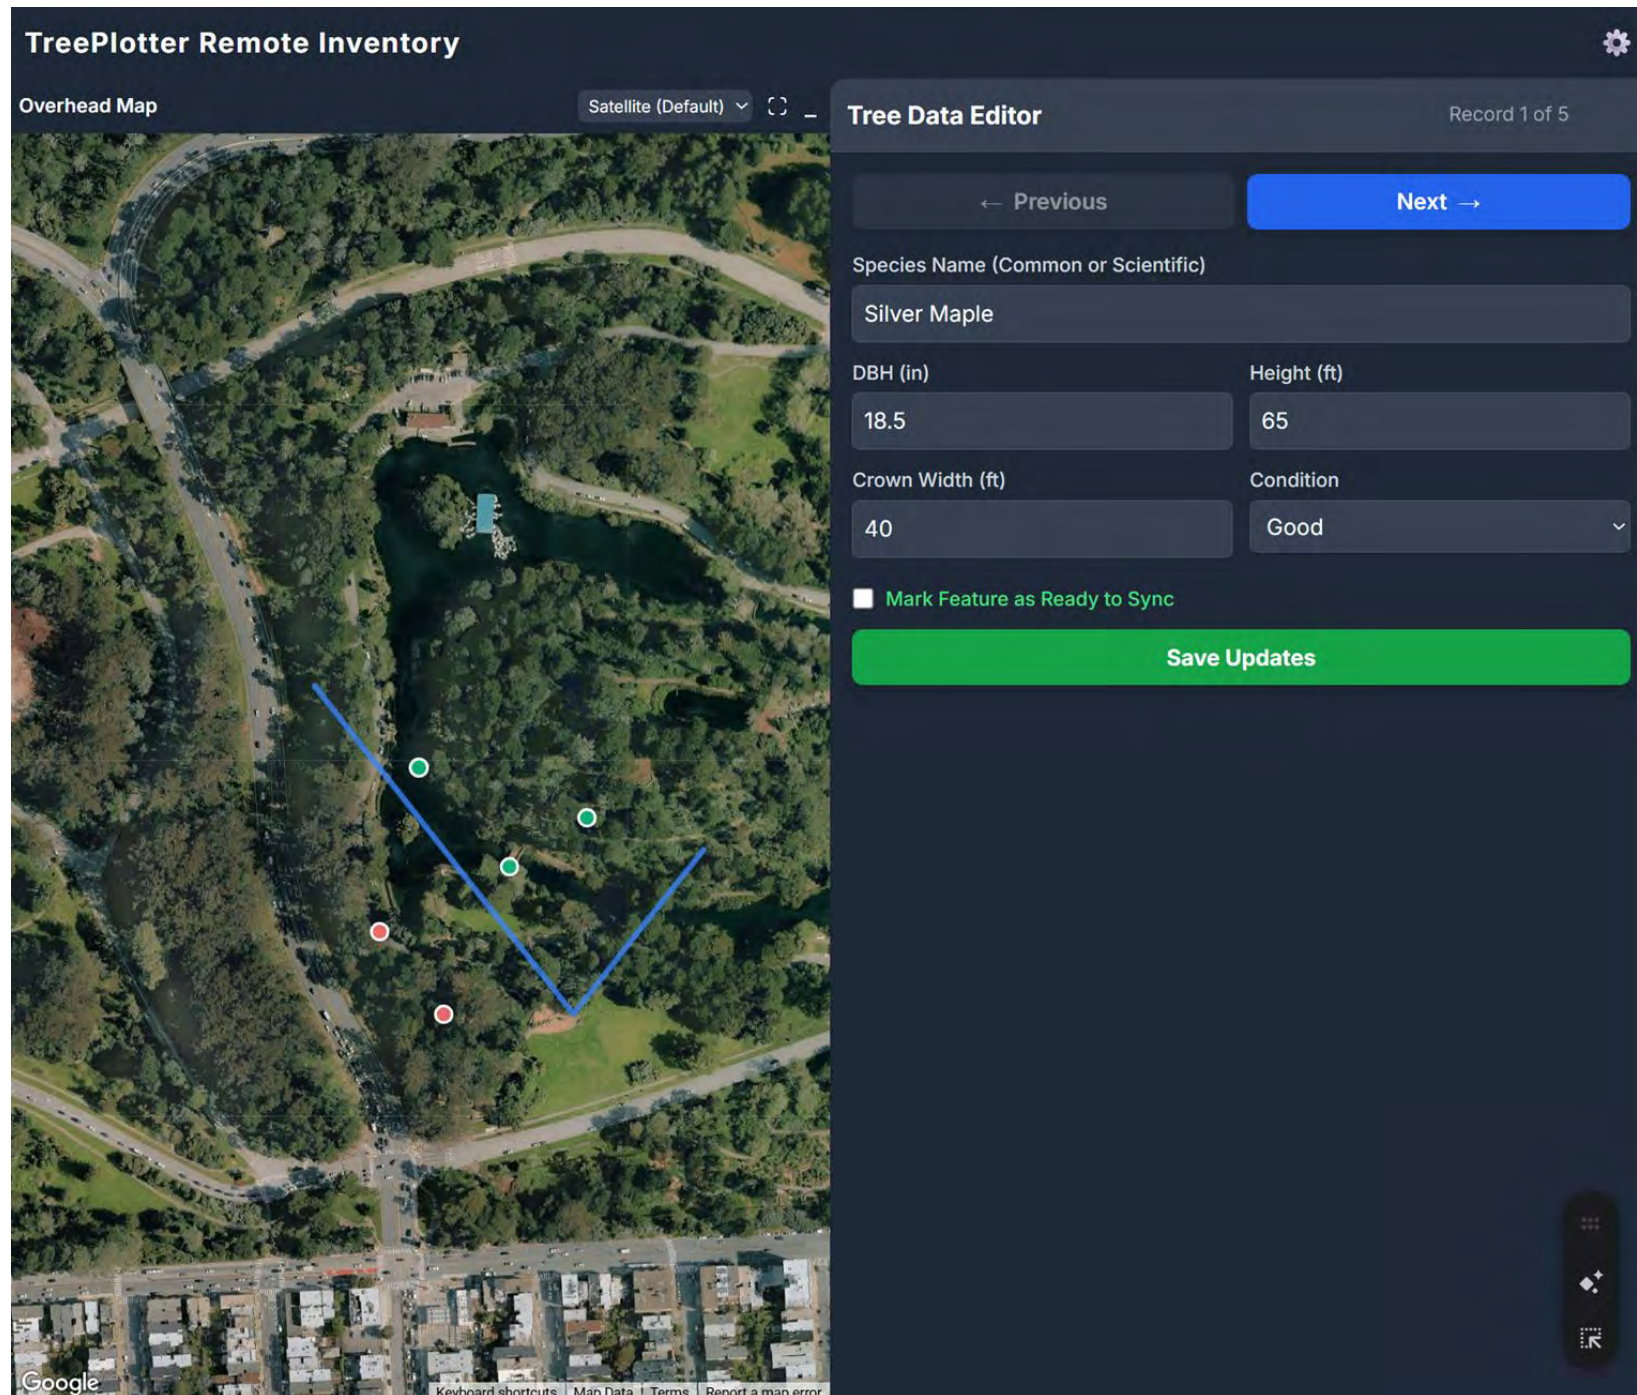 TreePlotter Remote Inventory
Overhead Map
Satellite (Default)
Tree Data Editor
Record 1 of 5
← Previous
Next →
Species Name (Common or Scientific)
Silver Maple
DBH (in)
Height (ft)
18.5
65
Crown Width (ft)
Condition
40
Good
Mark Feature as Ready to Sync
Save Updates
Google
Keyboard shortcuts
Map Data
Terms
Report a map error